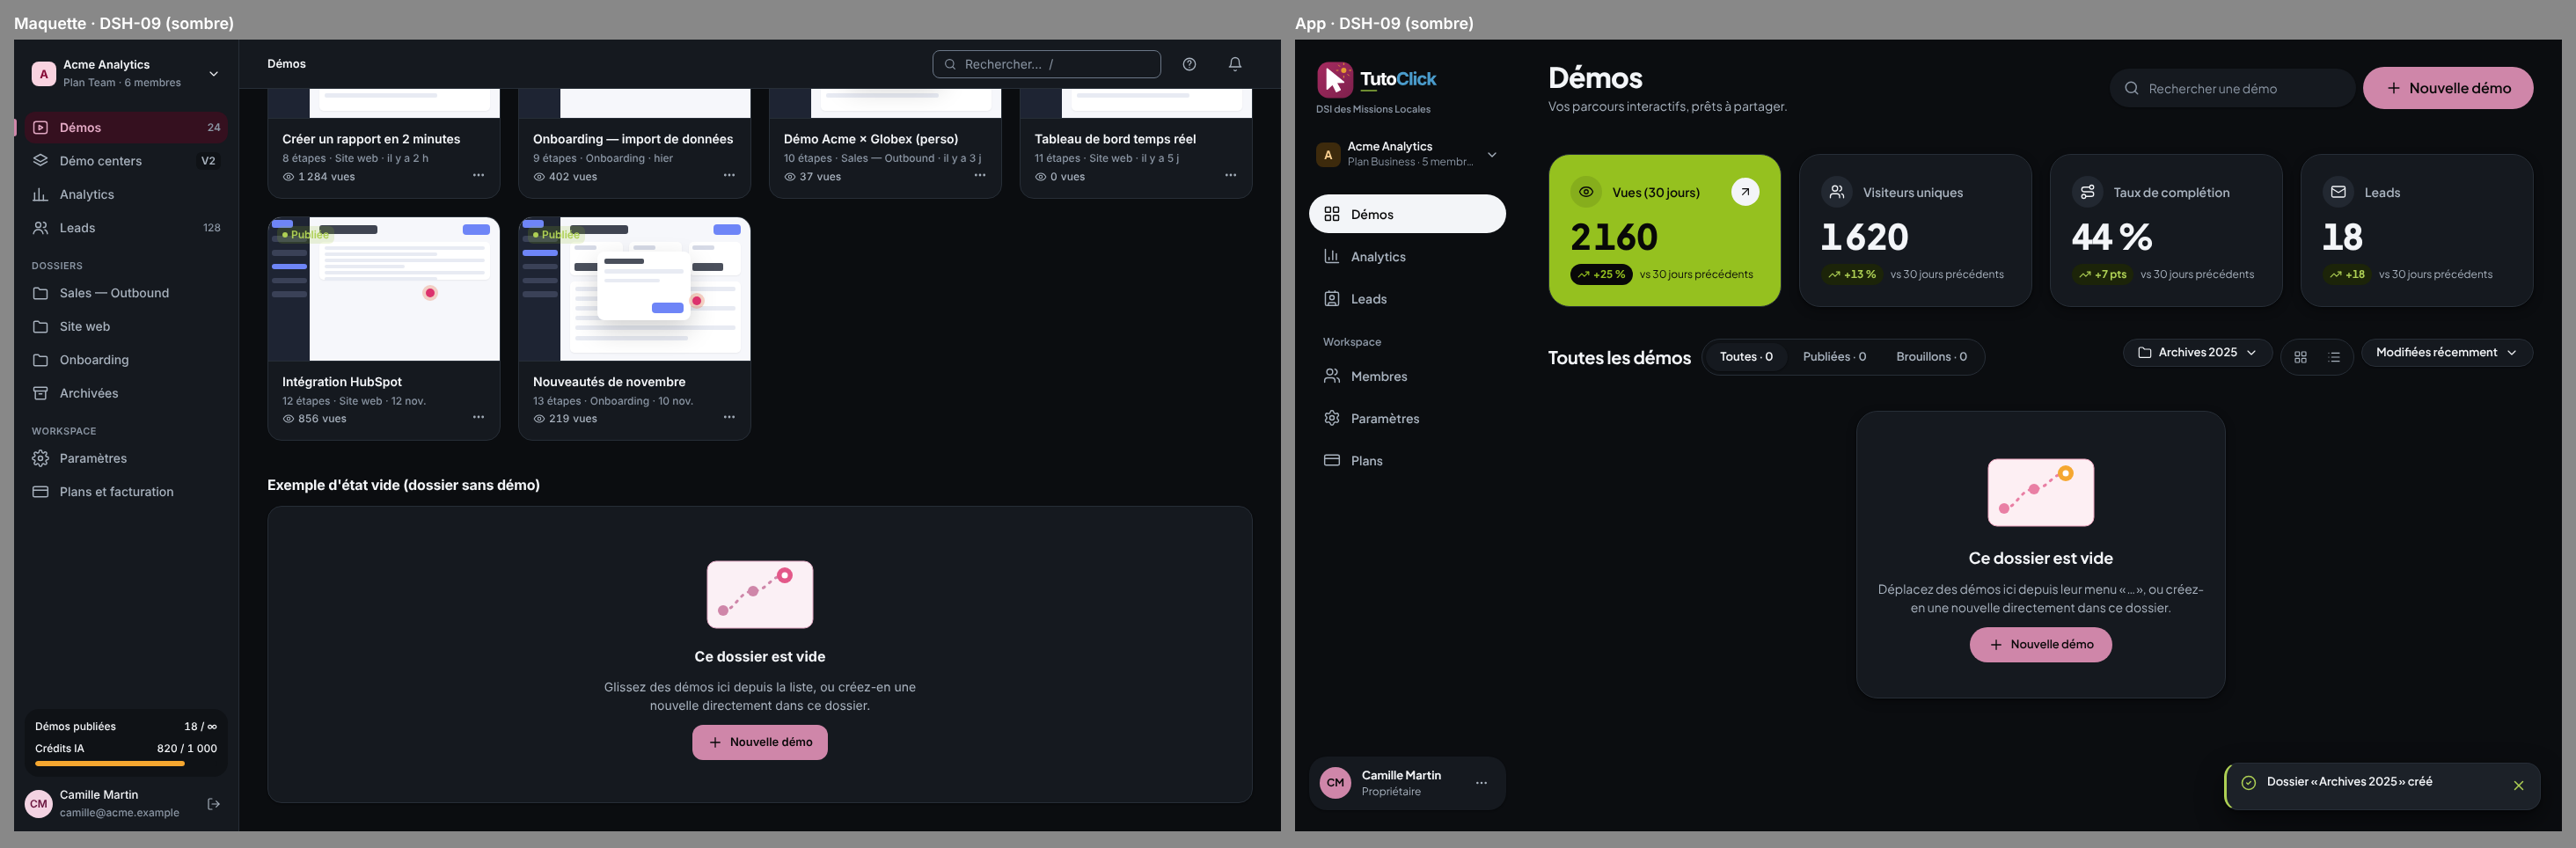 Maquette · DSH-09 (sombre)
A
Acme Analytics
Plan Team · 6 membres
Démos
24
Démo centers
V2
Analytics
Leads
128
DOSSIERS
Sales — Outbound
Site web
Onboarding
Archivées
WORKSPACE
Paramètres
Plans et facturation
Démos publiées
18 / ∞
Crédits IA
820 / 1 000
CM
Camille Martin
camille@acme.example
Démos
Rechercher... /
Créer un rapport en 2 minutes
8 étapes · Site web · il y a 2 h
1 284 vues
Onboarding — import de données
9 étapes · Onboarding · hier
402 vues
Démo Acme × Globex (perso)
10 étapes · Sales — Outbound · il y a 3 j
37 vues
Tableau de bord temps réel
11 étapes · Site web · il y a 5 j
0 vues
Publiée
Intégration HubSpot
12 étapes · Site web · 12 nov.
856 vues
Publiée
Nouveautés de novembre
13 étapes · Onboarding · 10 nov.
219 vues
Exemple d'état vide (dossier sans démo)
Ce dossier est vide
Glissez des démos ici depuis la liste, ou créez-en une
nouvelle directement dans ce dossier.
Nouvelle démo
App · DSH-09 (sombre)
TutoClick
DSI des Missions Locales
A
Acme Analytics
Plan Business · 5 membr...
Démos
Analytics
Leads
Workspace
Membres
Paramètres
Plans
CM
Camille Martin
Propriétaire
Démos
Vos parcours interactifs, prêts à partager.
Rechercher une démo
Nouvelle démo
Vues (30 jours)
2 160
+25 %
vs 30 jours précédents
Visiteurs uniques
1 620
+13 %
vs 30 jours précédents
Taux de complétion
44 %
+7 pts
vs 30 jours précédents
Leads
18
+18
vs 30 jours précédents
Toutes les démos
Toutes · 0
Publiées · 0
Brouillons · 0
Archives 2025
Modifiées récemment
Ce dossier est vide
Déplacez des démos ici depuis leur menu « ... », ou créez-
en une nouvelle directement dans ce dossier.
Nouvelle démo
Dossier « Archives 2025 » créé